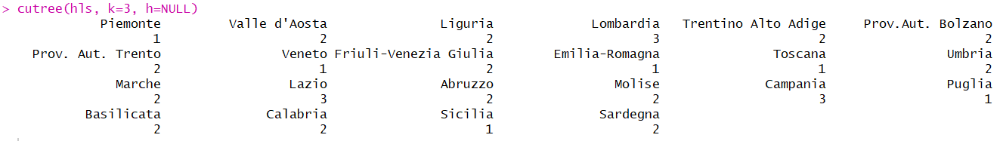 > cutree(hls, k=3, h=NULL)
Piemonte Valle d'Aosta Liguria Lombardia Trentino Alto Adige Prov.Aut. Bolzano
1 2 2 3 2 2
Prov. Aut. Trento Veneto Friuli-Venezia Giulia Emilia-Romagna Toscana Umbria
2 1 2 1 1 2
Marche Lazio Abruzzo Molise Campania Puglia
2 3 2 2 3 1
Basilicata Calabria Sicilia Sardegna
2 2 1 2